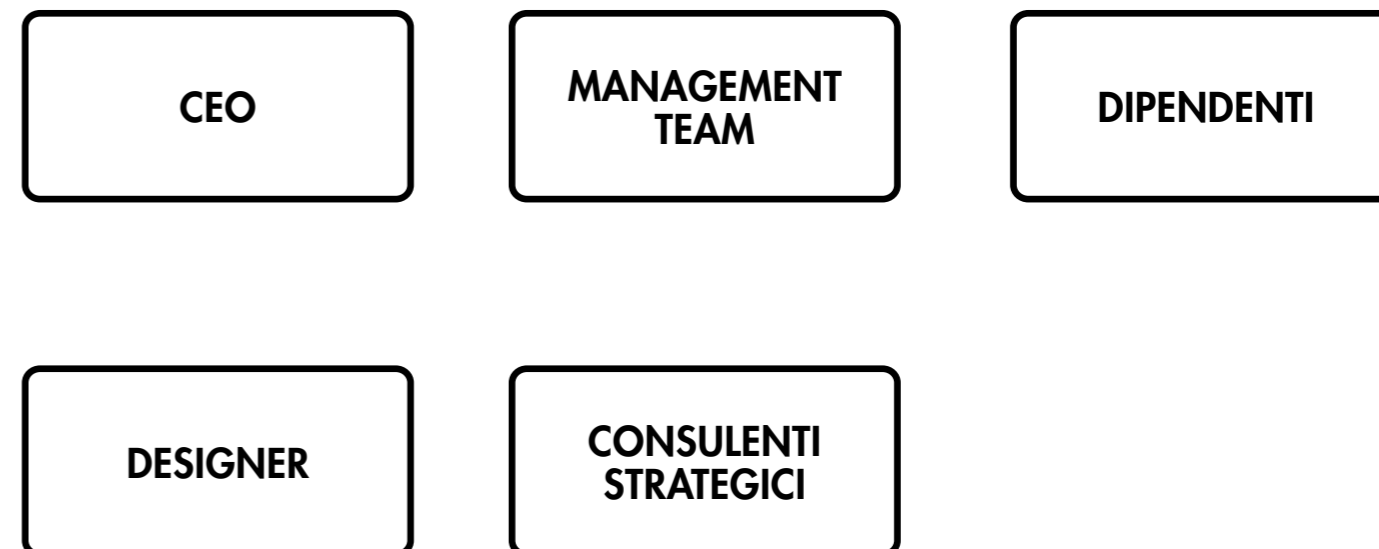 CEO
MANAGEMENT
TEAM
DIPENDENTI
DESIGNER
CONSULENTI
STRATEGICI